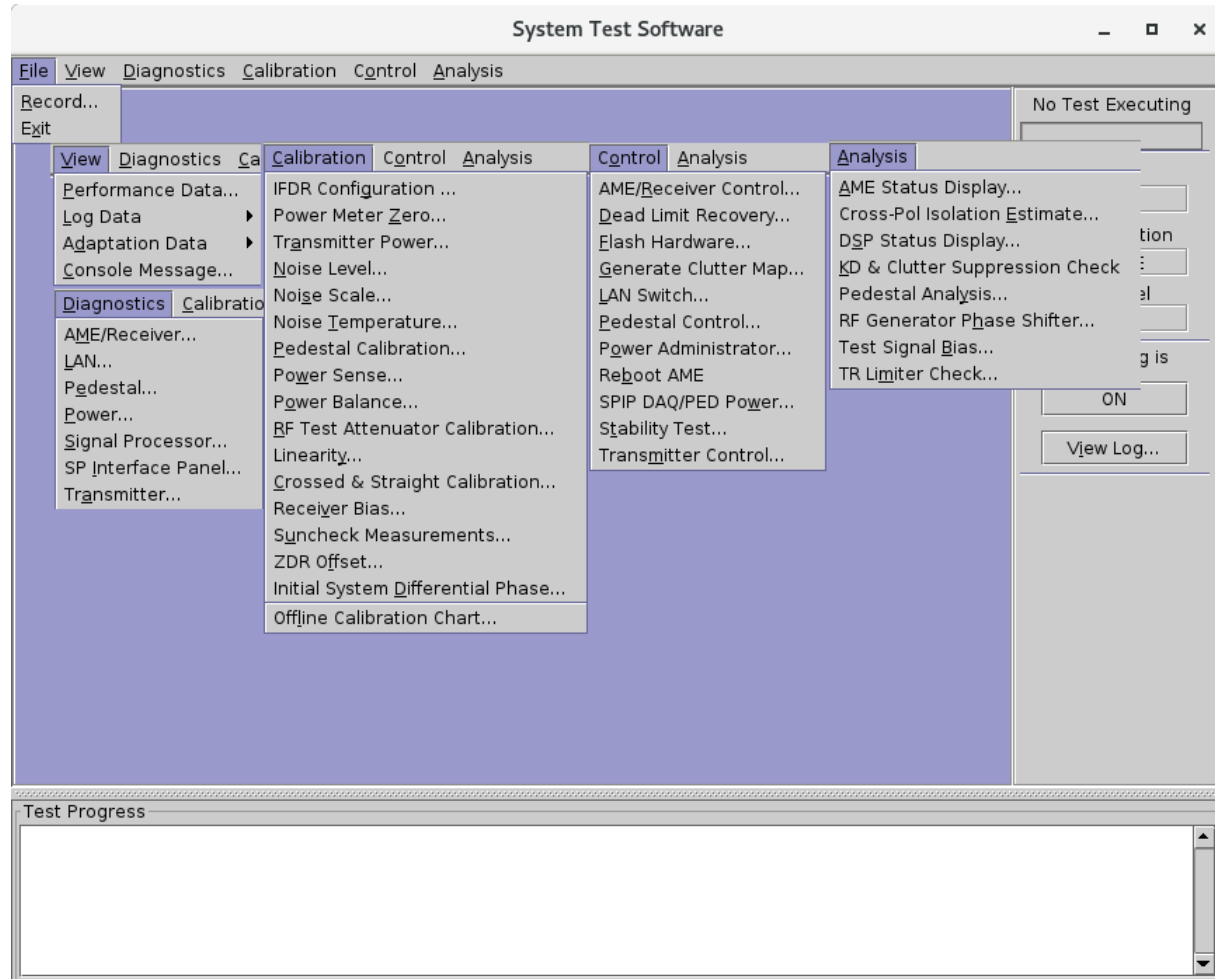 System Test Software
File View Diagnostics Calibration Control Analysis
Record...
Exit
View Diagnostics Ca
Performance Data...
Log Data
Adaptation Data
Console Message...
Diagnostics Calibratio
AME/Receiver...
LAN...
Pedestal...
Power...
Signal Processor...
SP Interface Panel...
Transmitter...
Calibration Control Analysis
IFDR Configuration ...
Power Meter Zero...
Transmitter Power...
Noise Level...
Noise Scale...
Noise Temperature...
Pedestal Calibration...
Power Sense...
Power Balance...
RF Test Attenuator Calibration...
Linearity...
Crossed & Straight Calibration...
Receiver Bias...
Suncheck Measurements...
ZDR Offset...
Initial System Differential Phase...
Offline Calibration Chart...
Control Analysis
AME/Receiver Control...
Dead Limit Recovery...
Flash Hardware...
Generate Clutter Map...
LAN Switch...
Pedestal Control...
Power Administrator...
Reboot AME
SPIP DAQ/PED Power...
Stability Test...
Transmitter Control...
Analysis
AME Status Display...
Cross-Pol Isolation Estimate...
DSP Status Display...
KD & Clutter Suppression Check
Pedestal Analysis...
RF Generator Phase Shifter...
Test Signal Bias...
TR Limiter Check...
No Test Executing
tion
el
g is
ON
View Log...
Test Progress